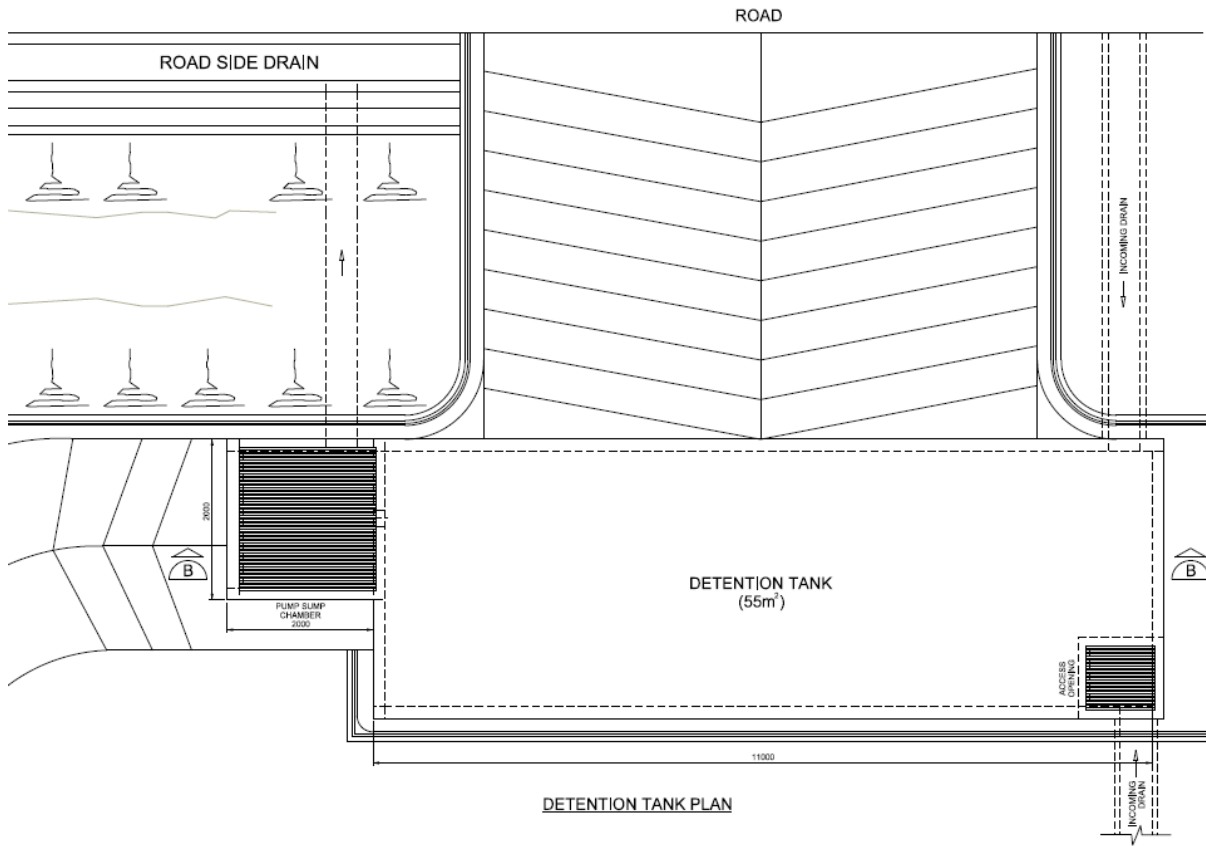 ROAD
ROAD SIDE DRAIN
INCOMING DRAIN
2000
B
B
DETENTION TANK
(55m²)
PUMP SUMP
CHAMBER
2000
ACCESS
OPENING
11000
INCOMING
DRAIN
DETENTION TANK PLAN